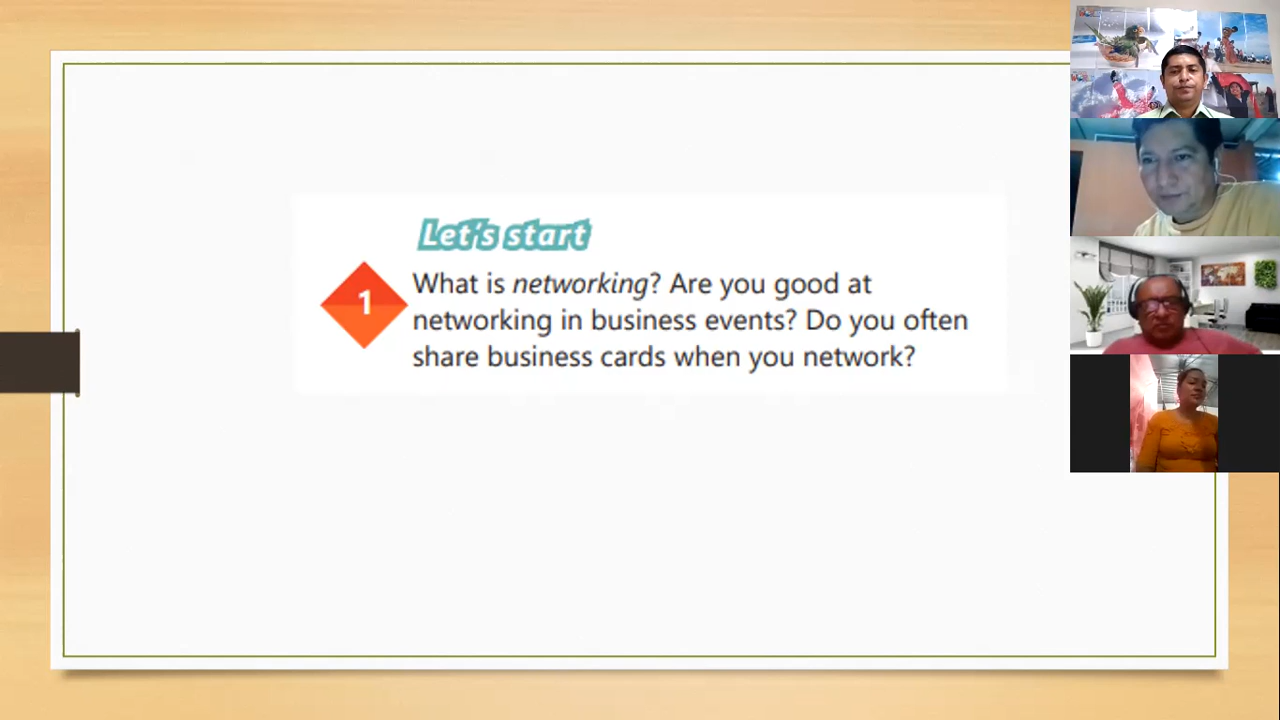 Let's start
1
What is networking? Are you good at
networking in business events? Do you often
share business cards when you network?